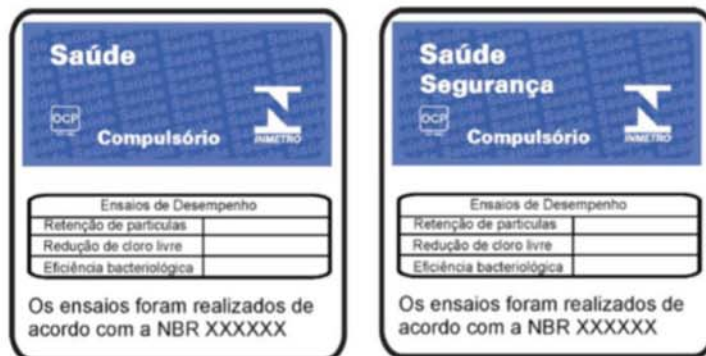 Saúde
OCP
Compulsório
INMETRO
Ensaios de Desempenho
Retenção de particulas
Redução de cloro livre
Eficiência bacteriológica
Os ensaios foram realizados de
acordo com a NBR XXXXXX
Saúde
Segurança
OCP
Compulsório
INMETRO
Ensaios de Desempenho
Retenção de particulas
Redução de cloro livre
Eficiência bacteriológica
Os ensaios foram realizados de
acordo com a NBR XXXXXX